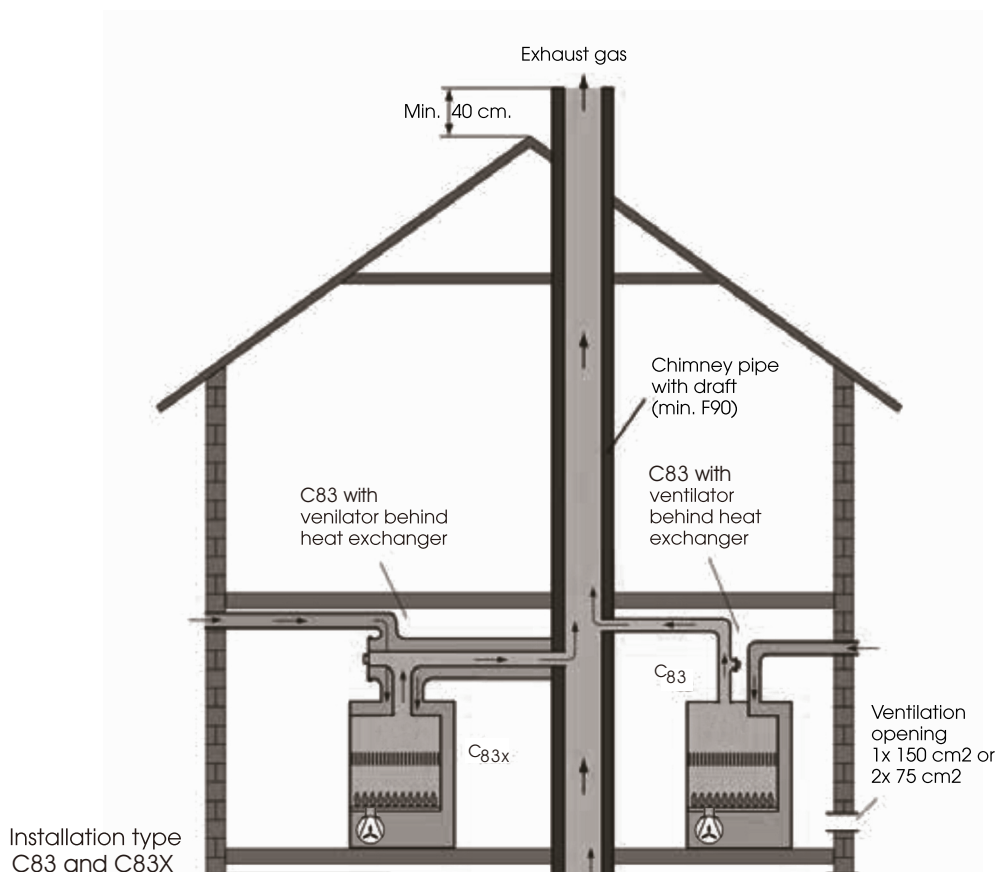 Exhaust gas
Min. 40 cm.
Chimney pipe
with draft
(min. F90)
C83 with
venilator behind
heat exchanger
C83 with
ventilator
behind heat
exchanger
C83
C83x
Ventilation
opening
1x 150 cm2 or
2x 75 cm2
Installation type
C83 and C83X